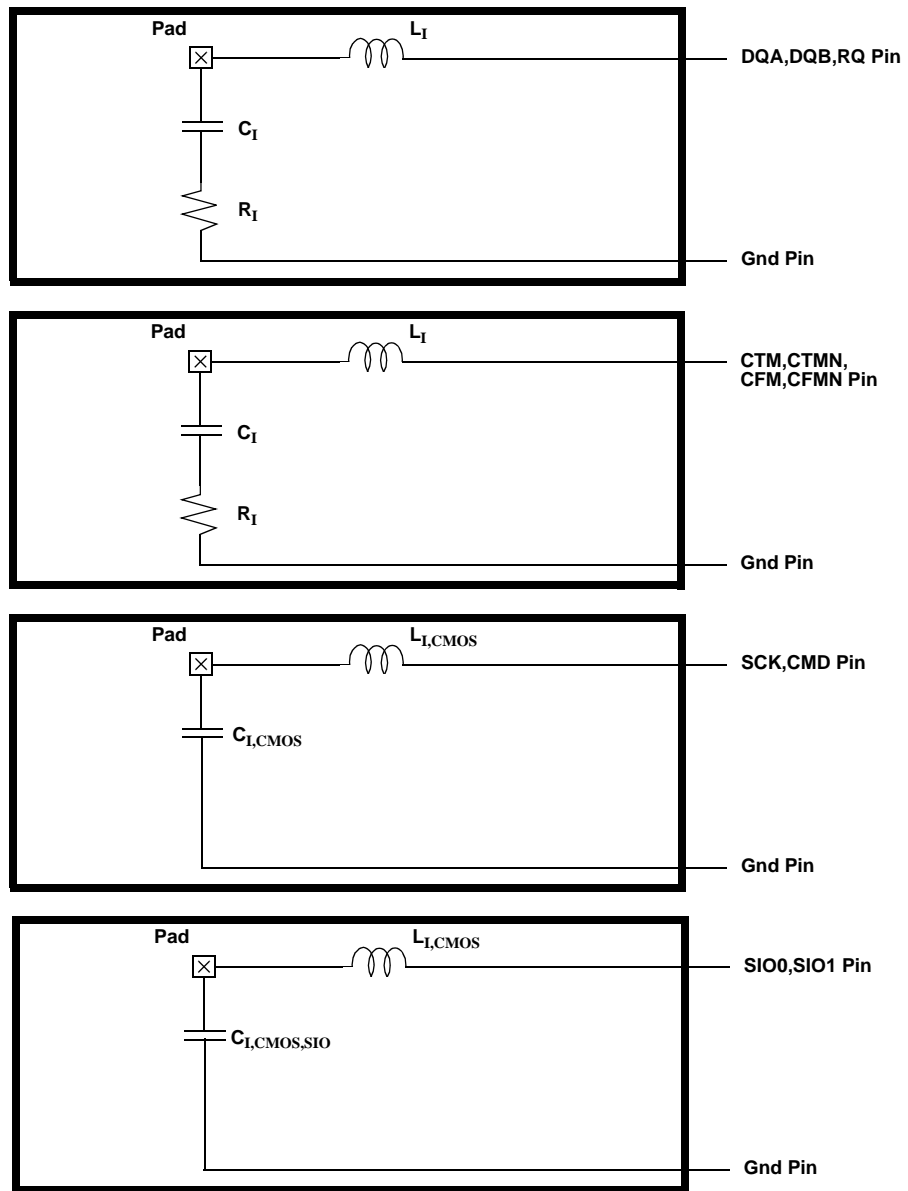 Pad
L_I
DQA,DQB,RQ Pin
C_I
R_I
Gnd Pin
Pad
L_I
CTM,CTMN,
CFM,CFMN Pin
C_I
R_I
Gnd Pin
Pad
L_I,CMOS
SCK,CMD Pin
C_I,CMOS
Gnd Pin
Pad
L_I,CMOS
SIO0,SIO1 Pin
C_I,CMOS,SIO
Gnd Pin